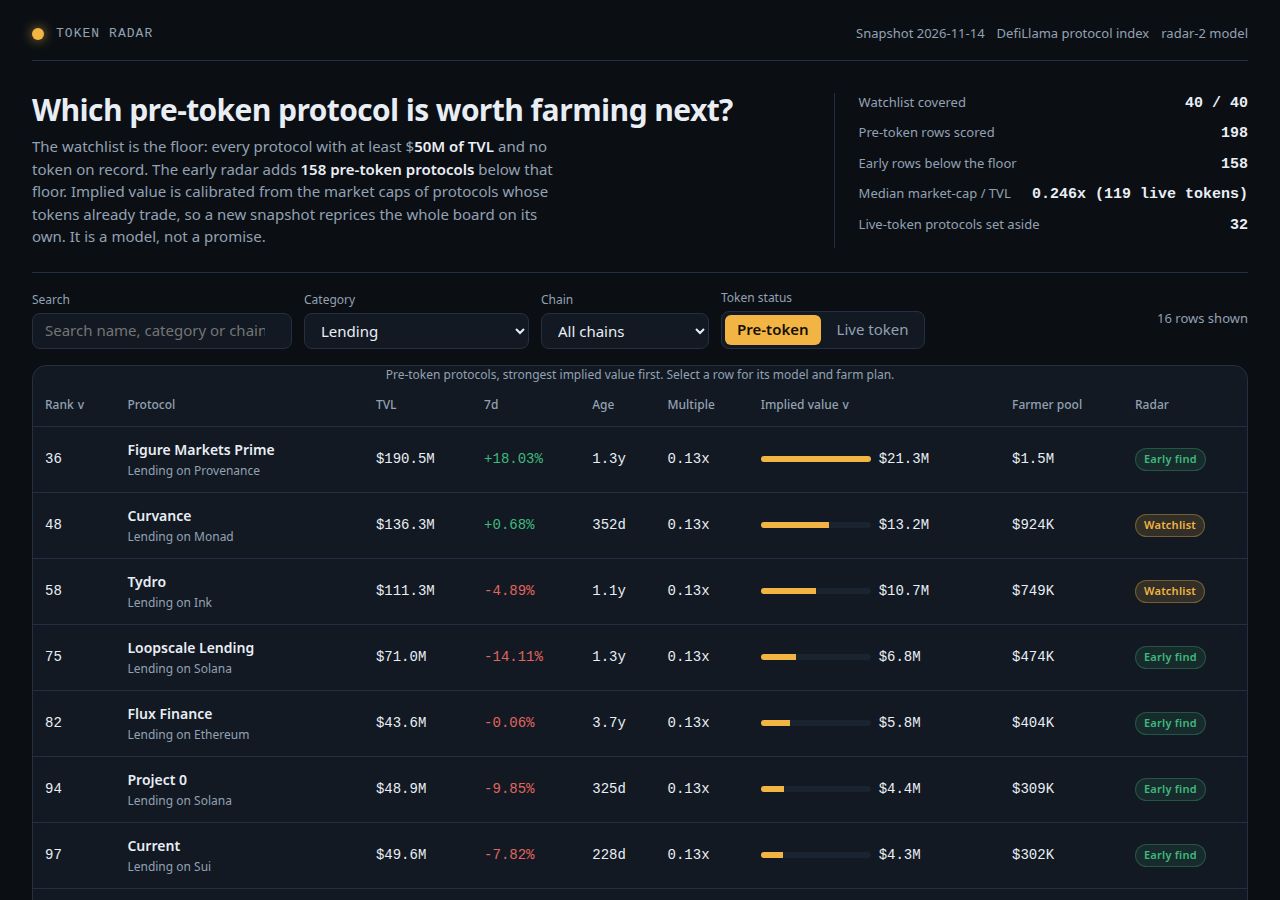 TOKEN RADAR
Snapshot 2026-11-14 DefiLlama protocol index radar-2 model
Which pre-token protocol is worth farming next?
The watchlist is the floor: every protocol with at least $50M of TVL and no
token on record. The early radar adds 158 pre-token protocols below that
floor. Implied value is calibrated from the market caps of protocols whose
tokens already trade, so a new snapshot reprices the whole board on its
own. It is a model, not a promise.
Watchlist covered 40 / 40
Pre-token rows scored 198
Early rows below the floor 158
Median market-cap / TVL 0.246x (119 live tokens)
Live-token protocols set aside 32
Search Category Chain Token status
Search name, category or chain Lending All chains Pre-token Live token
16 rows shown
Pre-token protocols, strongest implied value first. Select a row for its model and farm plan.
Rank v Protocol TVL 7d Age Multiple Implied value v Farmer pool Radar
36 Figure Markets Prime $190.5M +18.03% 1.3y 0.13x $21.3M $1.5M Early find
Lending on Provenance
48 Curvance $136.3M +0.68% 352d 0.13x $13.2M $924K Watchlist
Lending on Monad
58 Tydro $111.3M -4.89% 1.1y 0.13x $10.7M $749K Watchlist
Lending on Ink
75 Loopscale Lending $71.0M -14.11% 1.3y 0.13x $6.8M $474K Early find
Lending on Solana
82 Flux Finance $43.6M -0.06% 3.7y 0.13x $5.8M $404K Early find
Lending on Ethereum
94 Project 0 $48.9M -9.85% 325d 0.13x $4.4M $309K Early find
Lending on Solana
97 Current $49.6M -7.82% 228d 0.13x $4.3M $302K Early find
Lending on Sui